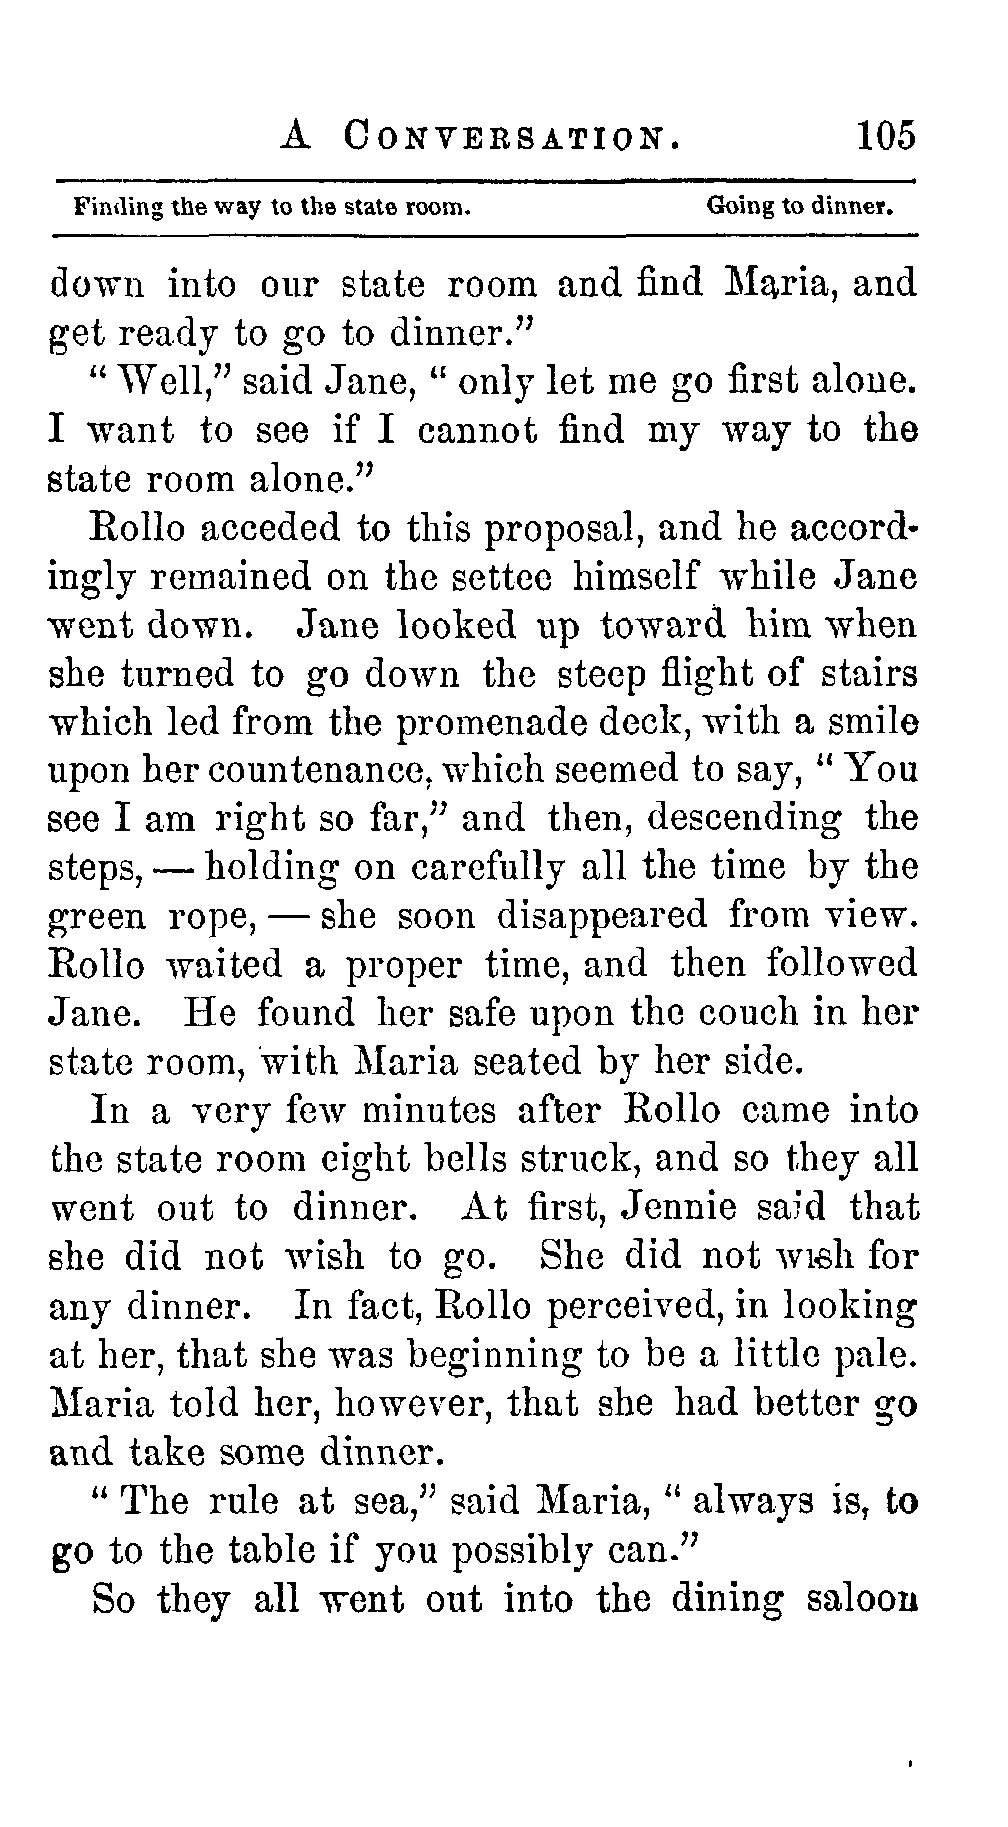 A CONVERSATION. 105
Finding the way to the state room. Going to dinner.
down into our state room and find Maria, and
get ready to go to dinner.”
“ Well,” said Jane, “ only let me go first alone.
I want to see if I cannot find my way to the
state room alone.”
Rollo acceded to this proposal, and he accord-
ingly remained on the settee himself while Jane
went down. Jane looked up toward him when
she turned to go down the steep flight of stairs
which led from the promenade deck, with a smile
upon her countenance, which seemed to say, “ You
see I am right so far,” and then, descending the
steps, — holding on carefully all the time by the
green rope, — she soon disappeared from view.
Rollo waited a proper time, and then followed
Jane. He found her safe upon the couch in her
state room, with Maria seated by her side.
In a very few minutes after Rollo came into
the state room eight bells struck, and so they all
went out to dinner. At first, Jennie said that
she did not wish to go. She did not wish for
any dinner. In fact, Rollo perceived, in looking
at her, that she was beginning to be a little pale.
Maria told her, however, that she had better go
and take some dinner.
“ The rule at sea,” said Maria, “ always is, to
go to the table if you possibly can.”
So they all went out into the dining saloon